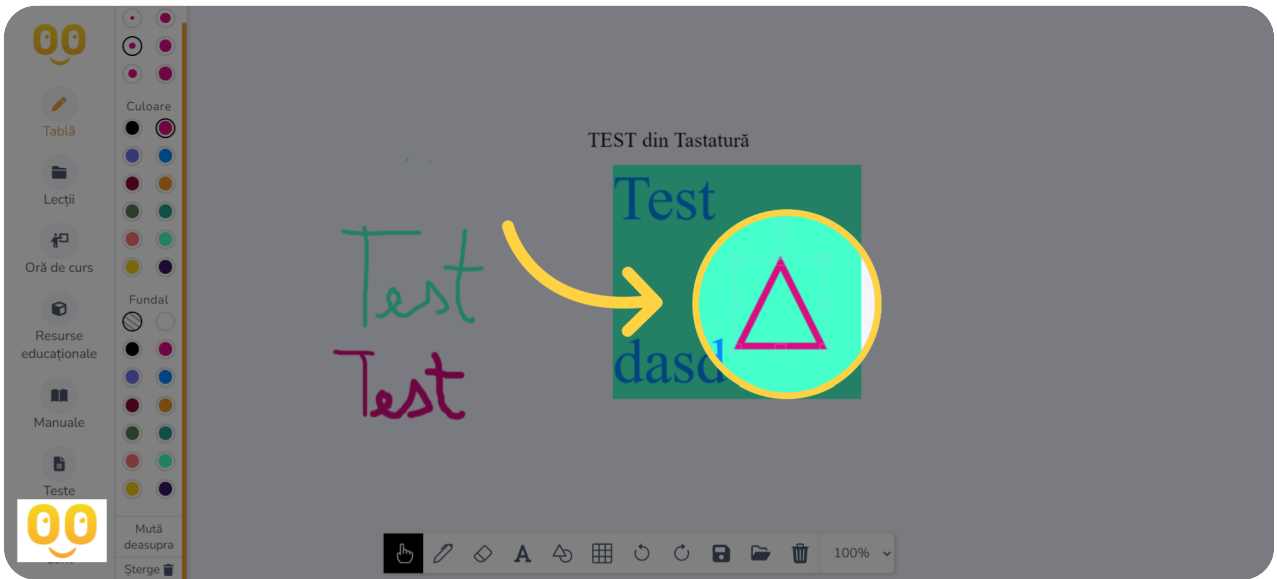 Tablă
Lecții
Oră de curs
Resurse
educaționale
Manuale
Teste
Culoare
Fundal
Mută
deasupra
Șterge
TEST din Tastatură
Test
dasd
Test
Test
100%